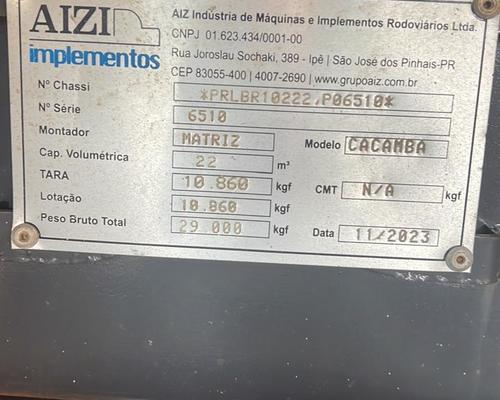 AIZ
implementos
AIZ Indústria de Máquinas e Implementos Rodoviários Ltda.
CNPJ 01.623.434/0001-00
Rua Joroslau Sochaki, 389 - Ipê | São José dos Pinhais-PR
CEP 83055-400 | 4007-2690 | www.grupoaiz.com.br
Nº Chassi *PRLBR10222,P06510*
Nº Série 6510
Montador MATRIZ Modelo CACAMBA
Cap. Volumétrica 22 m³
TARA 10.860 kgf CMT N/A kgf
Lotação 10.860 kgf
Peso Bruto Total 29.000 kgf Data 11/2023